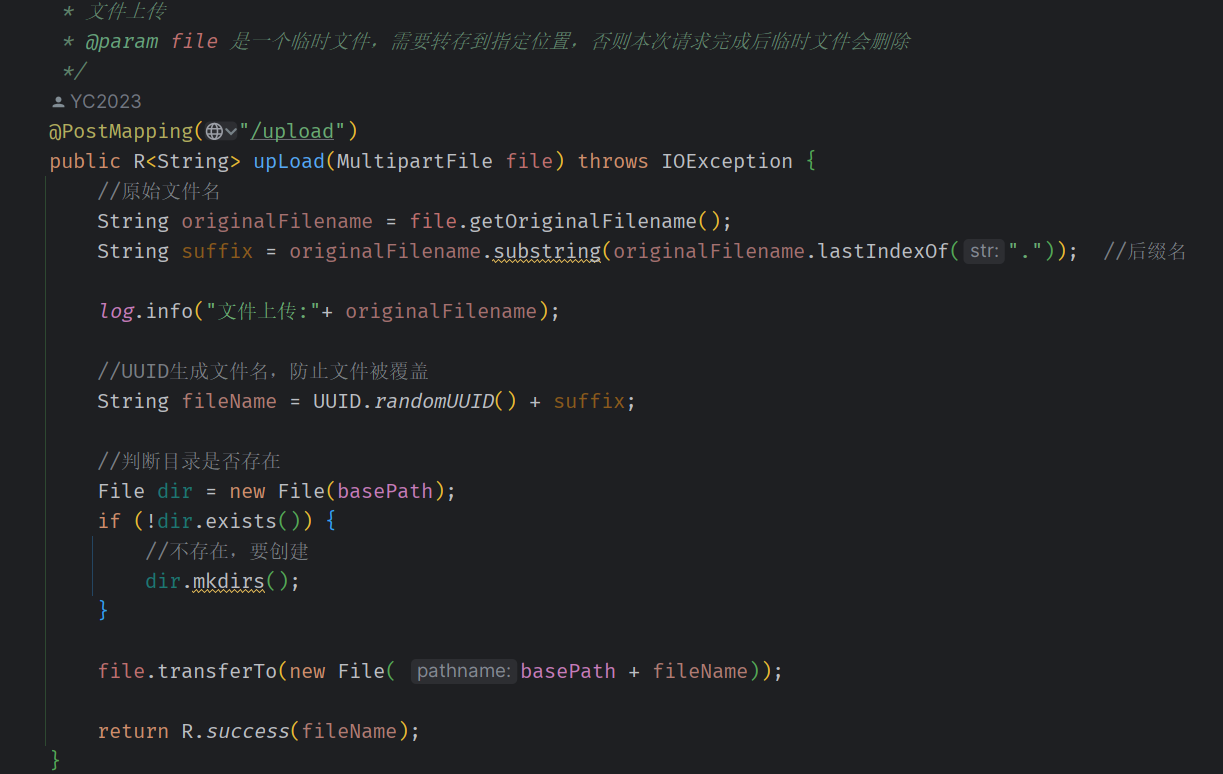 * 文件上传
* @param file 是一个临时文件，需要转存到指定位置，否则本次请求完成后临时文件会删除
*/
YC2023
@PostMapping("/upload")
public R<String> upLoad(MultipartFile file) throws IOException {
//原始文件名
String originalFilename = file.getOriginalFilename();
String suffix = originalFilename.substring(originalFilename.lastIndexOf( str: "."));  //后缀名
log.info("文件上传:"+ originalFilename);
//UUID生成文件名，防止文件被覆盖
String fileName = UUID.randomUUID() + suffix;
//判断目录是否存在
File dir = new File(basePath);
if (!dir.exists()) {
//不存在，要创建
dir.mkdirs();
}
file.transferTo(new File( pathname: basePath + fileName));
return R.success(fileName);
}